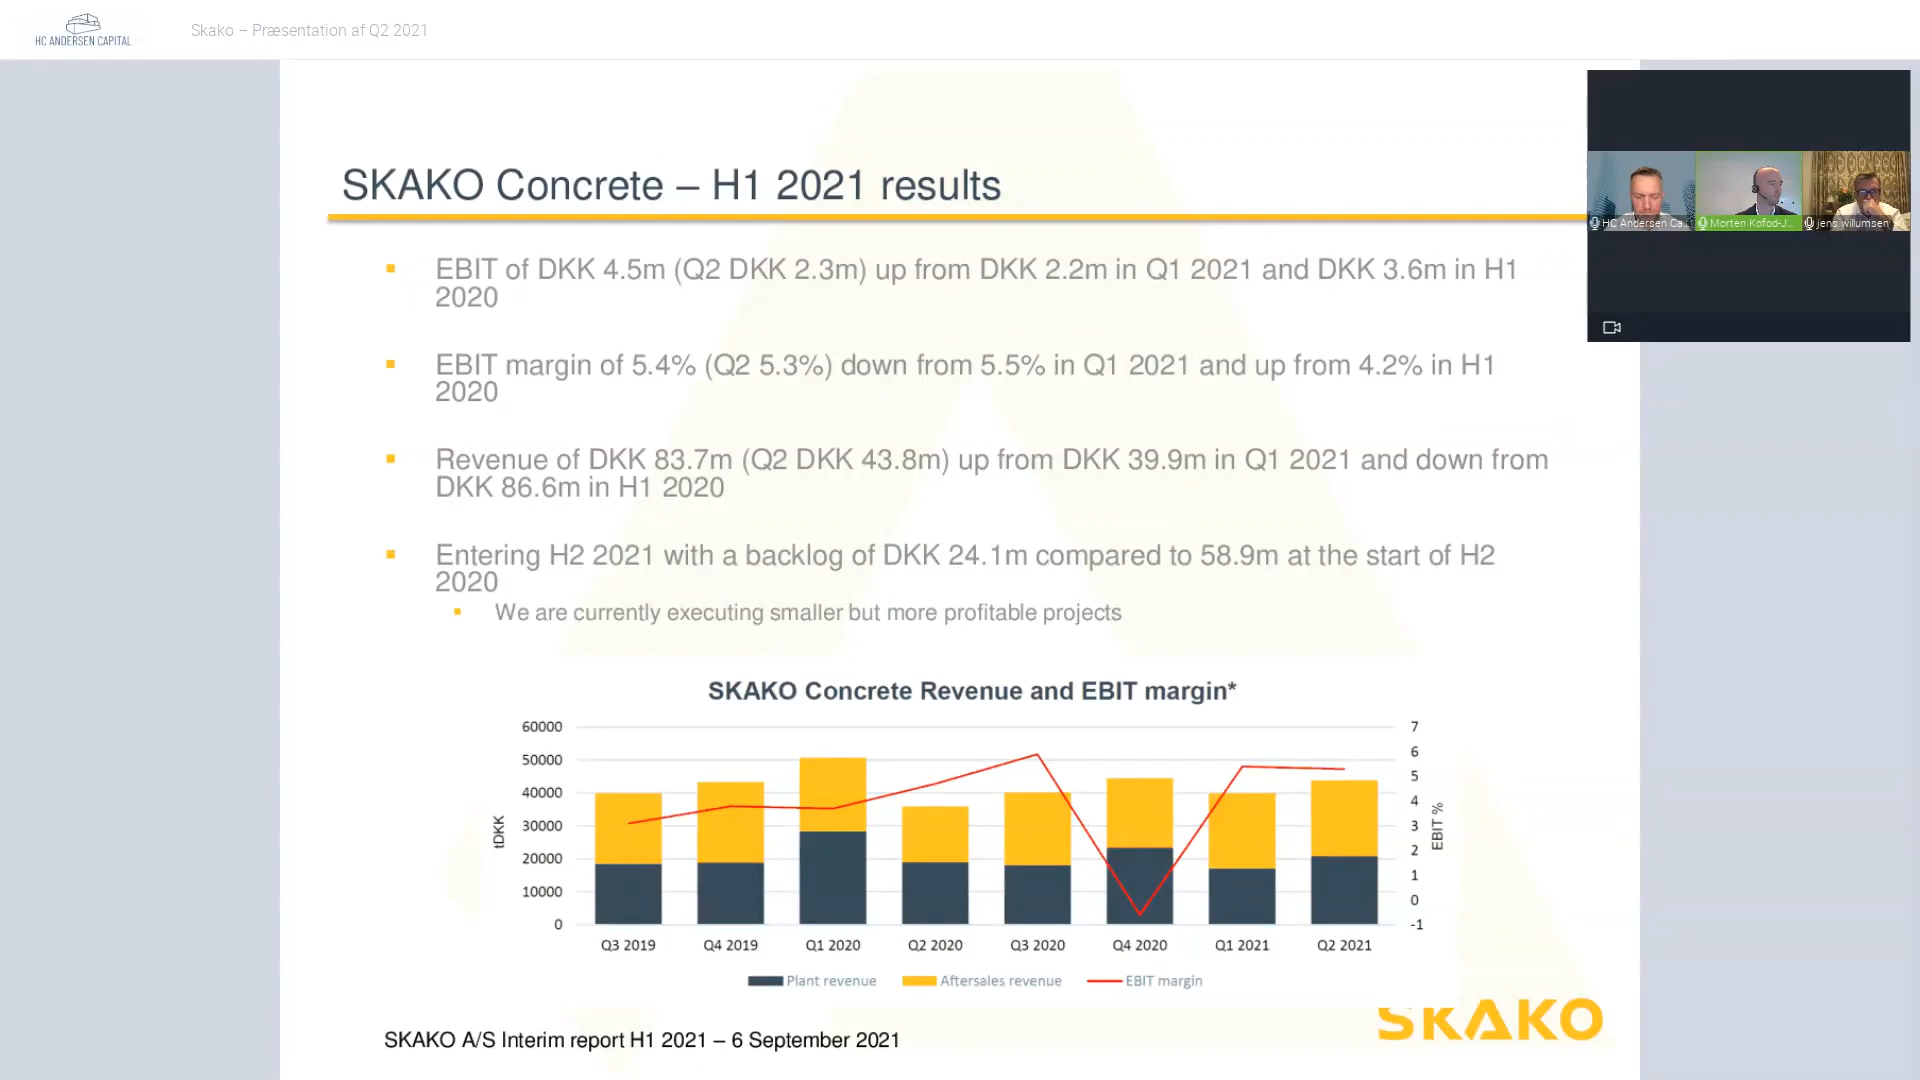 HC ANDERSEN CAPITAL
Skako – Præsentation af Q2 2021
SKAKO Concrete – H1 2021 results
HC Andersen Ca...
Morten Kofod-J...
jens willumsen
EBIT of DKK 4.5m (Q2 DKK 2.3m) up from DKK 2.2m in Q1 2021 and DKK 3.6m in H1
2020
EBIT margin of 5.4% (Q2 5.3%) down from 5.5% in Q1 2021 and up from 4.2% in H1
2020
Revenue of DKK 83.7m (Q2 DKK 43.8m) up from DKK 39.9m in Q1 2021 and down from
DKK 86.6m in H1 2020
Entering H2 2021 with a backlog of DKK 24.1m compared to 58.9m at the start of H2
2020
We are currently executing smaller but more profitable projects
SKAKO Concrete Revenue and EBIT margin*
60000
50000
40000
30000
20000
10000
0
tDKK
7
6
5
4
3
2
1
0
-1
EBIT %
Q3 2019 Q4 2019 Q1 2020 Q2 2020 Q3 2020 Q4 2020 Q1 2021 Q2 2021
Plant revenue Aftersales revenue EBIT margin
SKAKO
SKAKO A/S Interim report H1 2021 – 6 September 2021